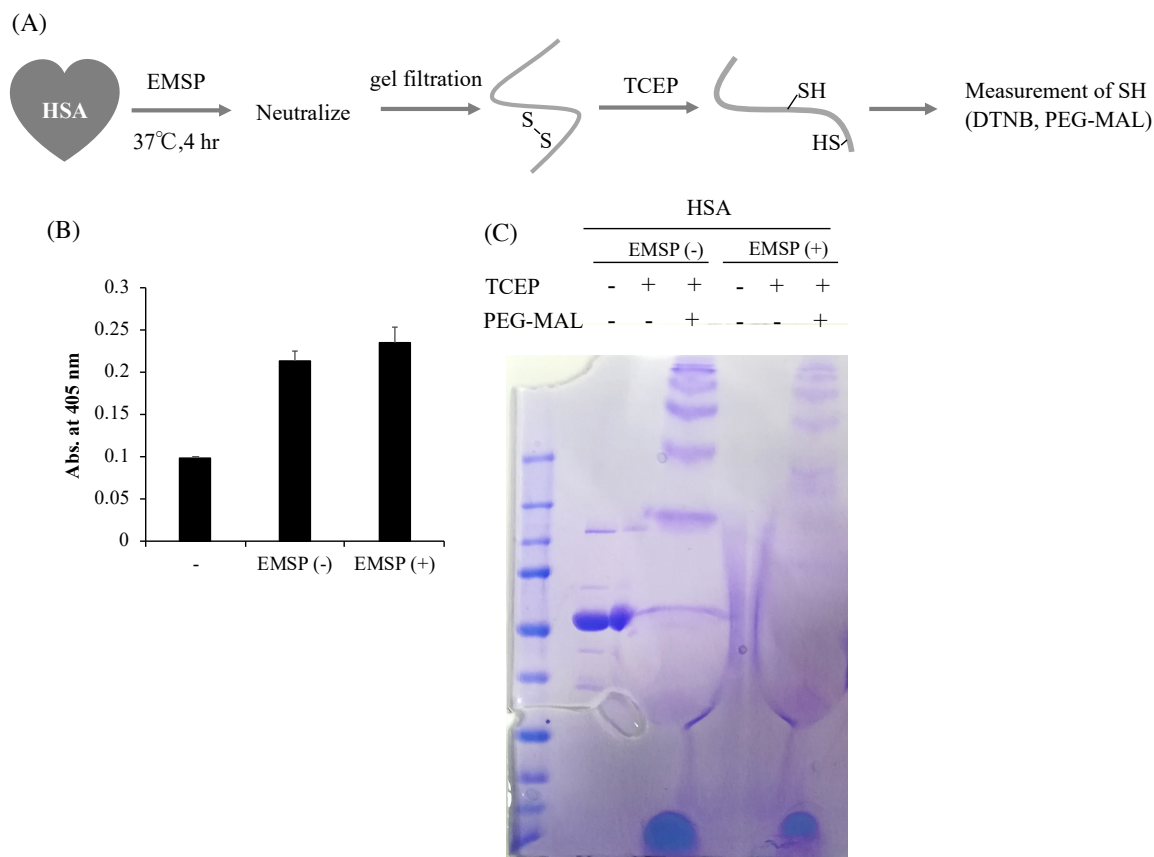 (A)
HSA
EMSP
37℃,4 hr
Neutralize
gel filtration
S
S
TCEP
SH
HS
Measurement of SH
(DTNB, PEG-MAL)
(B)
Abs. at 405 nm
0.3
0.25
0.2
0.15
0.1
0.05
0
- EMSP (-) EMSP (+)
(C)
HSA
EMSP (-) EMSP (+)
TCEP - + + - + +
PEG-MAL - - + - - +